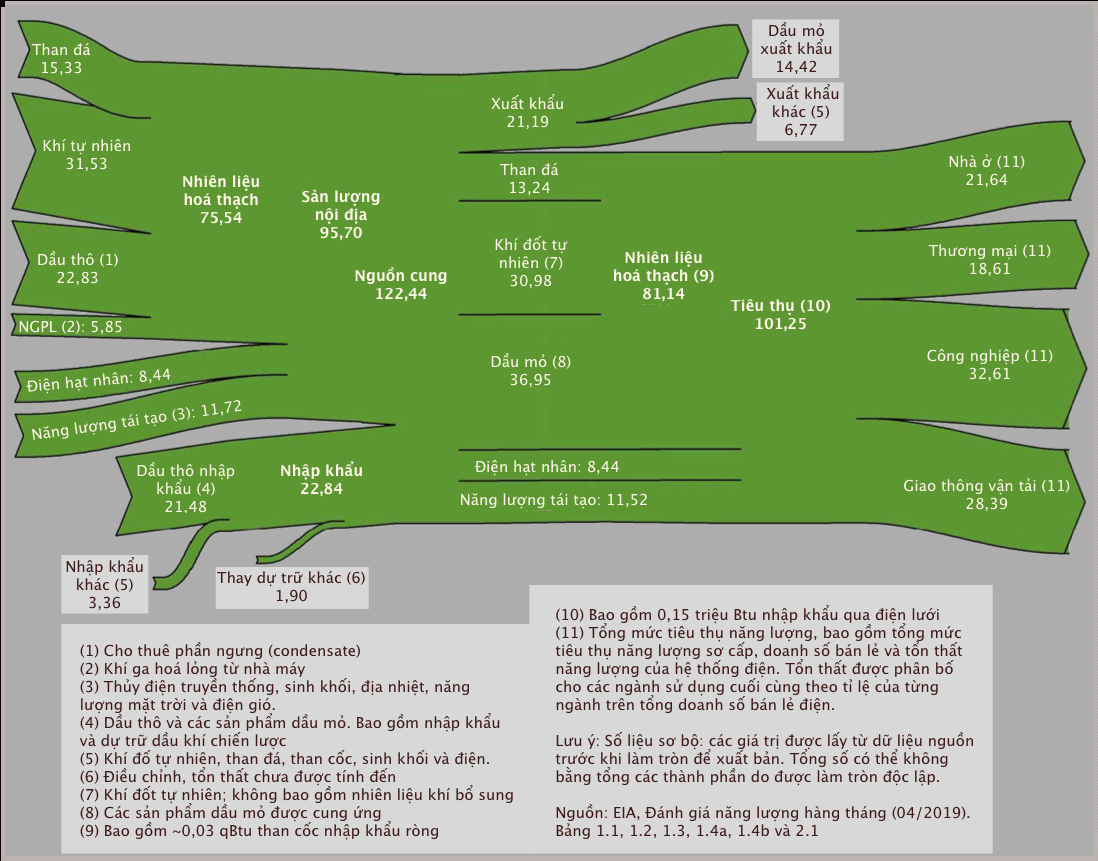 Than đá
15,33
Khí tự nhiên
31,53
Dầu thô (1)
22,83
NGPL (2): 5,85
Điện hạt nhân: 8,44
Năng lượng tái tạo (3): 11,72
Nhiên liệu
hoá thạch
75,54
Sản lượng
nội địa
95,70
Nguồn cung
122,44
Dầu thô nhập
khẩu (4)
21,48
Nhập khẩu
22,84
Nhập khẩu
khác (5)
3,36
Thay dự trữ khác (6)
1,90
Xuất khẩu
21,19
Dầu mỏ
xuất khẩu
14,42
Xuất khẩu
khác (5)
6,77
Than đá
13,24
Khí đốt tự
nhiên (7)
30,98
Dầu mỏ (8)
36,95
Điện hạt nhân: 8,44
Năng lượng tái tạo: 11,52
Nhiên liệu
hoá thạch (9)
81,14
Tiêu thụ (10)
101,25
Nhà ở (11)
21,64
Thương mại (11)
18,61
Công nghiệp (11)
32,61
Giao thông vận tải (11)
28,39
(1) Cho thuê phần ngưng (condensate)
(2) Khí ga hoá lỏng từ nhà máy
(3) Thủy điện truyền thống, sinh khối, địa nhiệt, năng
lượng mặt trời và điện gió.
(4) Dầu thô và các sản phẩm dầu mỏ. Bao gồm nhập khẩu
và dự trữ dầu khí chiến lược
(5) Khí đố tự nhiên, than đá, than cốc, sinh khối và điện.
(6) Điều chỉnh, tổn thất chưa được tính đến
(7) Khí đốt tự nhiên; không bao gồm nhiên liệu khí bổ sung
(8) Các sản phẩm dầu mỏ được cung ứng
(9) Bao gồm ~0,03 qBtu than cốc nhập khẩu ròng
(10) Bao gồm 0,15 triệu Btu nhập khẩu qua điện lưới
(11) Tổng mức tiêu thụ năng lượng, bao gồm tổng mức
tiêu thụ năng lượng sơ cấp, doanh số bán lẻ và tổn thất
năng lượng của hệ thống điện. Tổn thất được phân bổ
cho các ngành sử dụng cuối cùng theo tỉ lệ của từng
ngành trên tổng doanh số bán lẻ điện.
Lưu ý: Số liệu sơ bộ: các giá trị được lấy từ dữ liệu nguồn
trước khi làm tròn để xuất bản. Tổng số có thể không
bằng tổng các thành phần do được làm tròn độc lập.
Nguồn: EIA, Đánh giá năng lượng hàng tháng (04/2019).
Bảng 1.1, 1.2, 1.3, 1.4a, 1.4b và 2.1